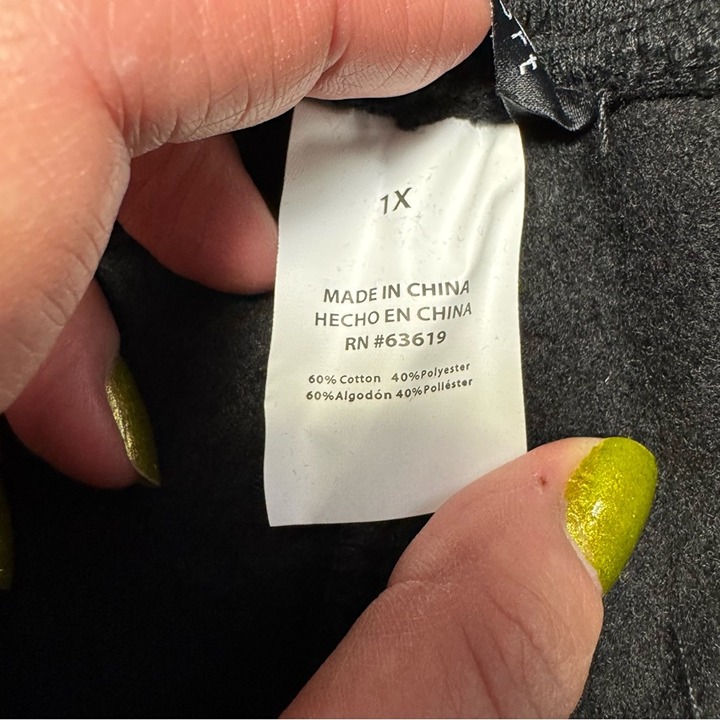 1X
MADE IN CHINA
HECHO EN CHINA
RN #63619
60% Cotton 40%Polyester
60%Algodón 40%Poliéster